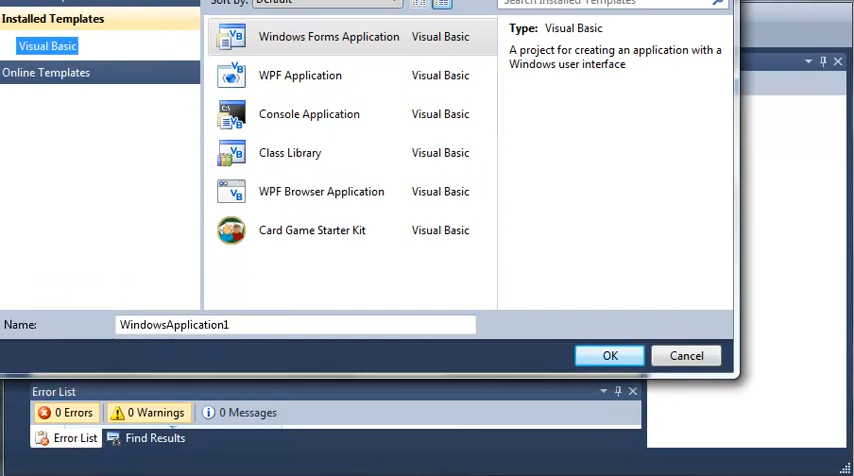 Sort by: Default
Search Installed Templates
Installed Templates
Visual Basic
Online Templates
Windows Forms Application Visual Basic
WPF Application Visual Basic
Console Application Visual Basic
Class Library Visual Basic
WPF Browser Application Visual Basic
Card Game Starter Kit Visual Basic
Type: Visual Basic
A project for creating an application with a
Windows user interface
Name: WindowsApplication1
OK Cancel
Error List
0 Errors 0 Warnings 0 Messages
Error List Find Results